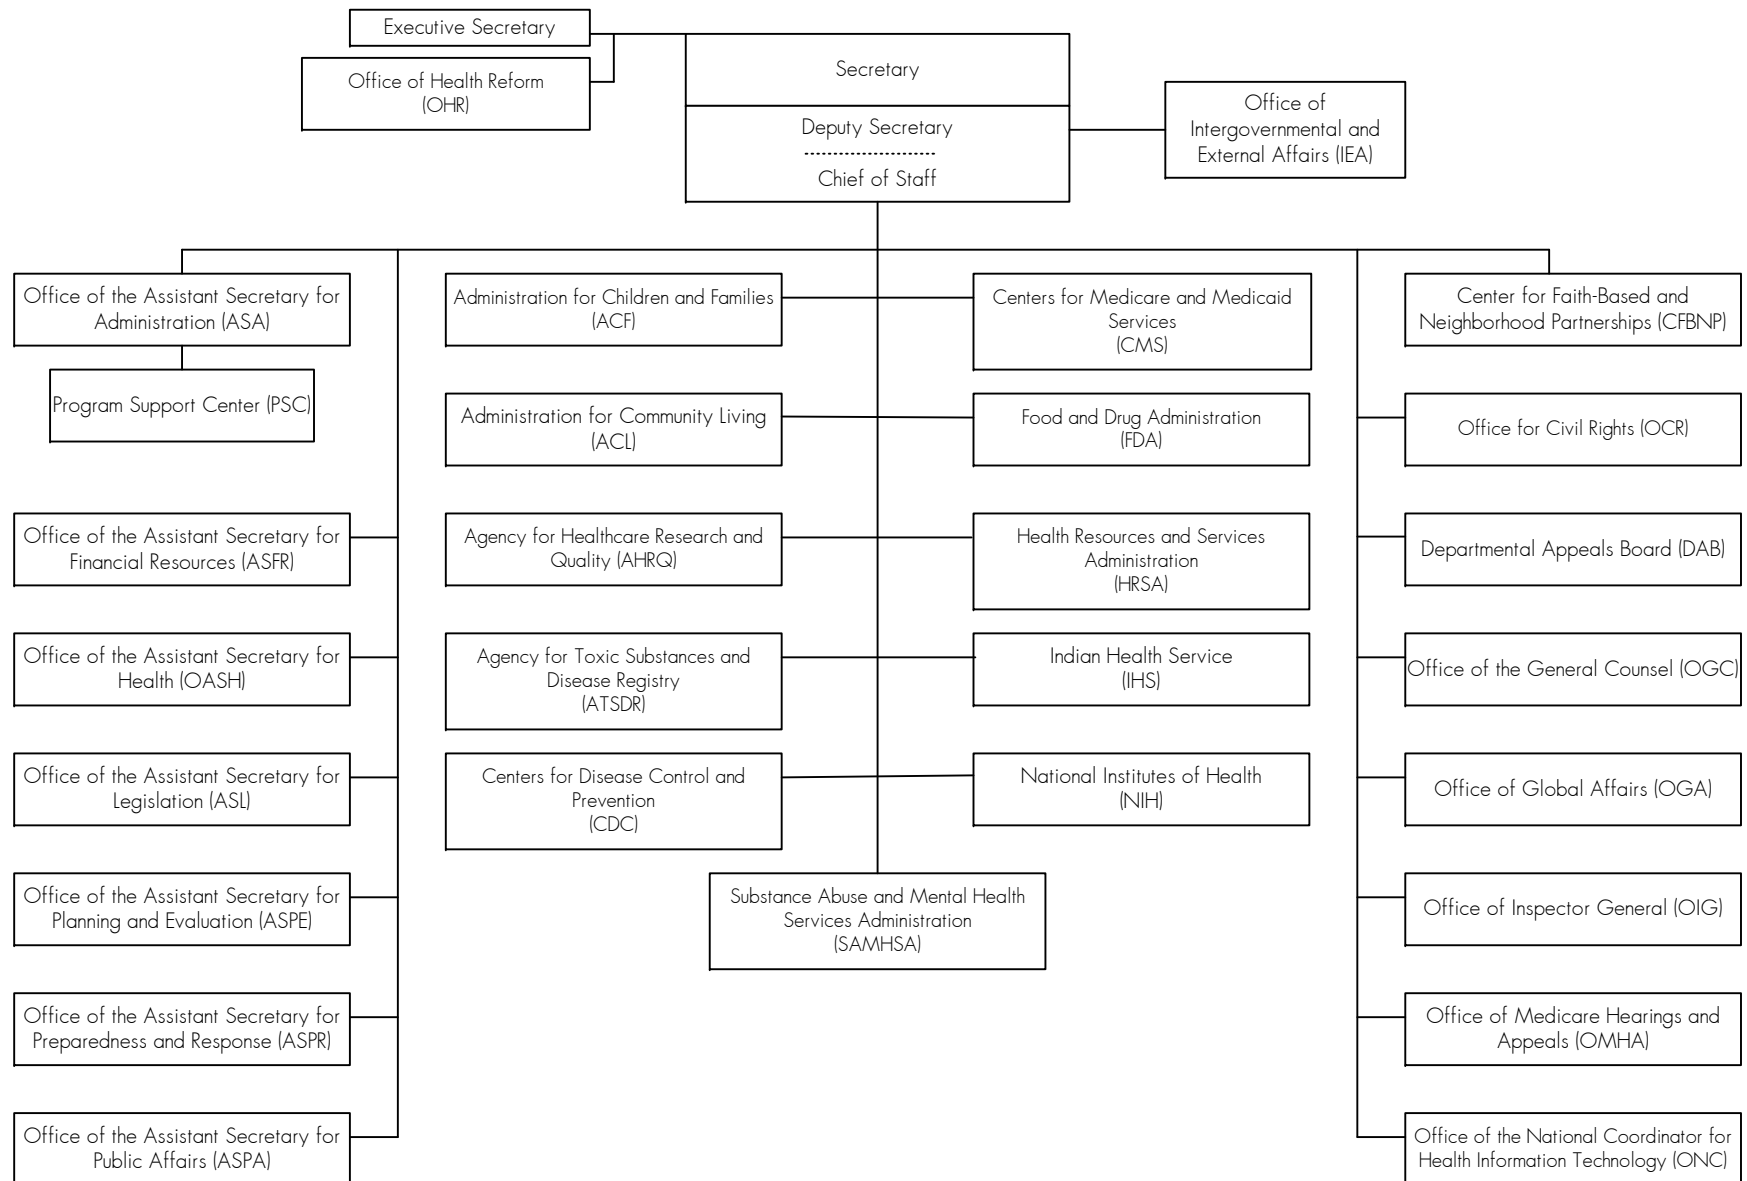 Executive Secretary
Office of Health Reform
(OHR)
Secretary
Deputy Secretary
Chief of Staff
Office of
Intergovernmental and
External Affairs (IEA)
Office of the Assistant Secretary for
Administration (ASA)
Program Support Center (PSC)
Office of the Assistant Secretary for
Financial Resources (ASFR)
Office of the Assistant Secretary for
Health (OASH)
Office of the Assistant Secretary for
Legislation (ASL)
Office of the Assistant Secretary for
Planning and Evaluation (ASPE)
Office of the Assistant Secretary for
Preparedness and Response (ASPR)
Office of the Assistant Secretary for
Public Affairs (ASPA)
Administration for Children and Families
(ACF)
Administration for Community Living
(ACL)
Agency for Healthcare Research and
Quality (AHRQ)
Agency for Toxic Substances and
Disease Registry
(ATSDR)
Centers for Disease Control and
Prevention
(CDC)
Centers for Medicare and Medicaid
Services
(CMS)
Food and Drug Administration
(FDA)
Health Resources and Services
Administration
(HRSA)
Indian Health Service
(IHS)
National Institutes of Health
(NIH)
Substance Abuse and Mental Health
Services Administration
(SAMHSA)
Center for Faith-Based and
Neighborhood Partnerships (CFBNP)
Office for Civil Rights (OCR)
Departmental Appeals Board (DAB)
Office of the General Counsel (OGC)
Office of Global Affairs (OGA)
Office of Inspector General (OIG)
Office of Medicare Hearings and
Appeals (OMHA)
Office of the National Coordinator for
Health Information Technology (ONC)